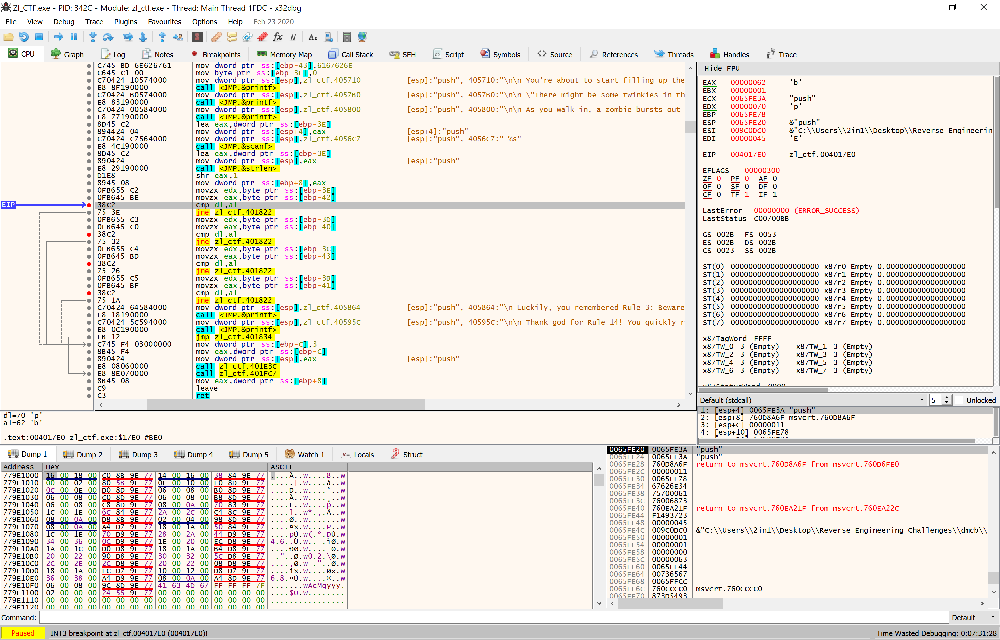 Zl_CTF.exe - PID: 342C - Module: zl_ctf.exe - Thread: Main Thread 1FDC - x32dbg
File View Debug Trace Plugins Favourites Options Help Feb 23 2020
CPU Graph Log Notes Breakpoints Memory Map Call Stack SEH Script Symbols Source References Threads Handles Trace
C745 BD 6E626761 mov dword ptr ss:[ebp-43],6167626E
C645 C1 00 mov byte ptr ss:[ebp-3F],0
C70424 10574000 mov dword ptr ss:[esp],zl_ctf.405710 [esp]:"push", 405710:"\n\n You're about to start filling up the
E8 8F190000 call <JMP.&printf>
C70424 B0574000 mov dword ptr ss:[esp],zl_ctf.4057B0 [esp]:"push", 4057B0:"\n\n \"There might be some twinkies in th
E8 83190000 call <JMP.&printf>
C70424 00584000 mov dword ptr ss:[esp],zl_ctf.405800 [esp]:"push", 405800:"\n\n As you walk in, a zombie bursts out
E8 77190000 call <JMP.&printf>
8D45 C2 lea eax,dword ptr ss:[ebp-3E]
894424 04 mov dword ptr ss:[esp+4],eax [esp+4]:"push"
C70424 C7564000 mov dword ptr ss:[esp],zl_ctf.4056C7 [esp]:"push", 4056C7:" %s"
E8 4C190000 call <JMP.&scanf>
8D45 C2 lea eax,dword ptr ss:[ebp-3E]
890424 mov dword ptr ss:[esp],eax [esp]:"push"
E8 29190000 call <JMP.&strlen>
D1E8 shr eax,1
8945 08 mov dword ptr ss:[ebp+8],eax
0FB655 C2 movzx edx,byte ptr ss:[ebp-3E]
0FB645 BE movzx eax,byte ptr ss:[ebp-42]
EIP 38C2 cmp dl,al
75 3E jne zl_ctf.401822
0FB655 C3 movzx edx,byte ptr ss:[ebp-3D]
0FB645 C0 movzx eax,byte ptr ss:[ebp-40]
38C2 cmp dl,al
75 32 jne zl_ctf.401822
0FB655 C4 movzx edx,byte ptr ss:[ebp-3C]
0FB645 BD movzx eax,byte ptr ss:[ebp-43]
38C2 cmp dl,al
75 26 jne zl_ctf.401822
0FB655 C5 movzx edx,byte ptr ss:[ebp-3B]
0FB645 BF movzx eax,byte ptr ss:[ebp-41]
38C2 cmp dl,al
75 1A jne zl_ctf.401822
C70424 64584000 mov dword ptr ss:[esp],zl_ctf.405864 [esp]:"push", 405864:"\n Luckily, you remembered Rule 3: Beware
E8 18190000 call <JMP.&printf>
C70424 5C594000 mov dword ptr ss:[esp],zl_ctf.40595C [esp]:"push", 40595C:"\n\n Thank god for Rule 14! You quickly r
E8 0C190000 call <JMP.&printf>
EB 12 jmp zl_ctf.401834
C745 F4 03000000 mov dword ptr ss:[ebp-C],3
8B45 F4 mov eax,dword ptr ss:[ebp-C]
890424 mov dword ptr ss:[esp],eax [esp]:"push"
E8 08060000 call zl_ctf.401E3C
E8 8E070000 call zl_ctf.401FC7
8B45 08 mov eax,dword ptr ss:[ebp+8]
C9 leave
C3 ret
Hide FPU
EAX 00000062 'b'
EBX 00000001
ECX 0065FE3A "push"
EDX 00000070 'p'
EBP 0065FE78
ESP 0065FE20 &"push"
ESI 009C0DC0 &"C:\\Users\\2in1\\Desktop\\Reverse Engineerin
EDI 00000045 'E'
EIP 004017E0 zl_ctf.004017E0
EFLAGS 00000300
ZF 0 PF 0 AF 0
OF 0 SF 0 DF 0
CF 0 TF 1 IF 1
LastError 00000000 (ERROR_SUCCESS)
LastStatus C00700BB
GS 002B FS 0053
ES 002B DS 002B
CS 0023 SS 002B
ST(0) 00000000000000000000 x87r0 Empty 0.000000000000000000
ST(1) 00000000000000000000 x87r1 Empty 0.000000000000000000
ST(2) 00000000000000000000 x87r2 Empty 0.000000000000000000
ST(3) 00000000000000000000 x87r3 Empty 0.000000000000000000
ST(4) 00000000000000000000 x87r4 Empty 0.000000000000000000
ST(5) 00000000000000000000 x87r5 Empty 0.000000000000000000
ST(6) 00000000000000000000 x87r6 Empty 0.000000000000000000
ST(7) 00000000000000000000 x87r7 Empty 0.000000000000000000
x87TagWord FFFF
x87TW_0 3 (Empty) x87TW_1 3 (Empty)
x87TW_2 3 (Empty) x87TW_3 3 (Empty)
x87TW_4 3 (Empty) x87TW_5 3 (Empty)
x87TW_6 3 (Empty) x87TW_7 3 (Empty)
x87StatusWord 0000
Default (stdcall) 5 Unlocked
1: [esp+4] 0065FE3A "push"
2: [esp+8] 760D8A6F msvcrt.760D8A6F
3: [esp+C] 00000011
4: [esp+10] 0065FE78
dl=70 'p'
al=62 'b'
.text:004017E0 zl_ctf.exe:$17E0 #BE0
Dump 1 Dump 2 Dump 3 Dump 4 Dump 5 Watch 1 [x=] Locals Struct
Address Hex ASCII
779E1000 16 00 18 00 C0 8B 9E 77 14 00 16 00 38 84 9E 77 ....À..w....8..w
779E1010 00 00 02 00 80 5B 9E 77 0E 00 10 00 E0 8D 9E 77 .....[.w....à..w
779E1020 0C 00 0E 00 D0 8D 9E 77 06 00 08 00 B0 8D 9E 77 ....Ð..w....°..w
779E1030 06 00 08 00 C0 8D 9E 77 06 00 08 00 B8 8D 9E 77 ....À..w....¸..w
779E1040 06 00 08 00 C8 8D 9E 77 08 00 0A 00 70 83 9E 77 ....È..w....p..w
779E1050 1C 00 1E 00 6C 84 9E 77 2A 00 2C 00 C4 8C 9E 77 ....l..w*.,.Ä..w
779E1060 08 00 0A 00 D8 8B 9E 77 02 00 04 00 98 8D 9E 77 ....Ø..w.......w
779E1070 08 00 0A 00 A4 D7 9E 77 18 00 1A 00 50 84 9E 77 ....¤×.w....P..w
779E1080 1C 00 1E 00 70 D9 9E 77 28 00 2A 00 44 D9 9E 77 ....pÙ.w(.*.DÙ.w
779E1090 34 00 36 00 0C D9 9E 77 1E 00 20 00 EC D8 9E 77 4.6..Ù.w.. .ìØ.w
779E10A0 1A 00 1C 00 D0 D8 9E 77 18 00 1A 00 B4 D8 9E 77 ....ÐØ.w....´Ø.w
779E10B0 20 00 22 00 90 D8 9E 77 30 00 32 00 5C D8 9E 77  ."..Ø.w0.2.\Ø.w
779E10C0 2C 00 2E 00 2C D8 9E 77 20 00 22 00 08 D8 9E 77 ,...,Ø.w ."..Ø.w
779E10D0 18 00 1A 00 EC D7 9E 77 10 00 12 00 D8 D7 9E 77 ....ì×.w....Ø×.w
779E10E0 36 00 38 00 A4 D9 9E 77 08 00 0A 00 A4 8D 9E 77 6.8.¤Ù.w....¤..w
779E10F0 06 00 08 00 9C 8D 9E 77 41 63 4D 67 FF FF FF 7F .......wAcMgÿÿÿ.
779E1100 02 00 00 00 24 55 9E 77 00 00 00 00 00 00 00 00 ....$U.w........
779E1110 00 00 00 00 00 00 00 00 00 00 00 00 00 00 00 00 ................
779E1120 00 00 00 00 00 00 00 00 00 00 00 00 00 00 00 00
0065FE20 0065FE3A "push"
0065FE24 0065FE3A "push"
0065FE28 760D8A6F return to msvcrt.760D8A6F from msvcrt.760D6FE0
0065FE2C 00000011
0065FE30 0065FE78
0065FE34 67626E34
0065FE38 75700061
0065FE3C 76006873
0065FE40 760EA21F return to msvcrt.760EA21F from msvcrt.760EA22C
0065FE44 F1493723
0065FE48 00000045
0065FE4C 009C0DC0 &"C:\\Users\\2in1\\Desktop\\Reverse Engineering Challenges\\dmcb\\
0065FE50 00000001
0065FE54 00000001
0065FE58 00000000
0065FE5C 00000063
0065FE60 0065FE44
0065FE64 00736567
0065FE68 0065FFCC
0065FE6C 760CCCC0 msvcrt.760CCCC0
0065FE70 873D5493
Command: Default
Paused INT3 breakpoint at zl_ctf.004017E0 (004017E0)! Time Wasted Debugging: 0:07:31:28